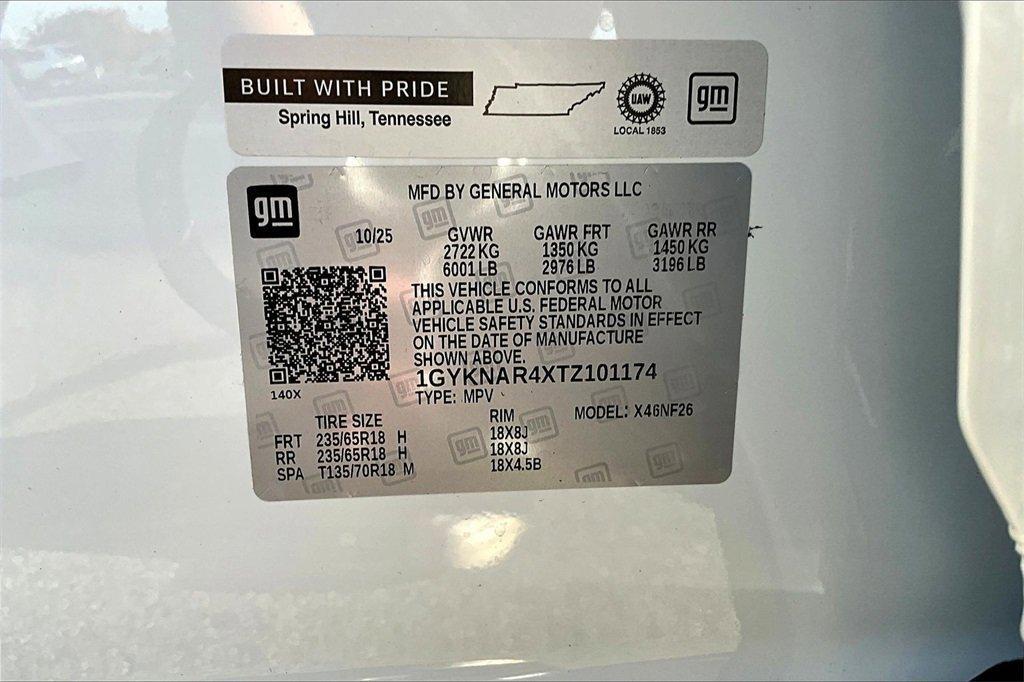 BUILT WITH PRIDE
Spring Hill, Tennessee
UAW
LOCAL 1853
gm
gm
MFD BY GENERAL MOTORS LLC
10/25
GVWR GAWR FRT GAWR RR
2722 KG 1350 KG 1450 KG
6001 LB 2976 LB 3196 LB
THIS VEHICLE CONFORMS TO ALL
APPLICABLE U.S. FEDERAL MOTOR
VEHICLE SAFETY STANDARDS IN EFFECT
ON THE DATE OF MANUFACTURE
SHOWN ABOVE.
1GYKNAR4XTZ101174
140X
TYPE: MPV MODEL: X46NF26
TIRE SIZE RIM
FRT 235/65R18 H 18X8J
RR 235/65R18 H 18X8J
SPA T135/70R18 M 18X4.5B